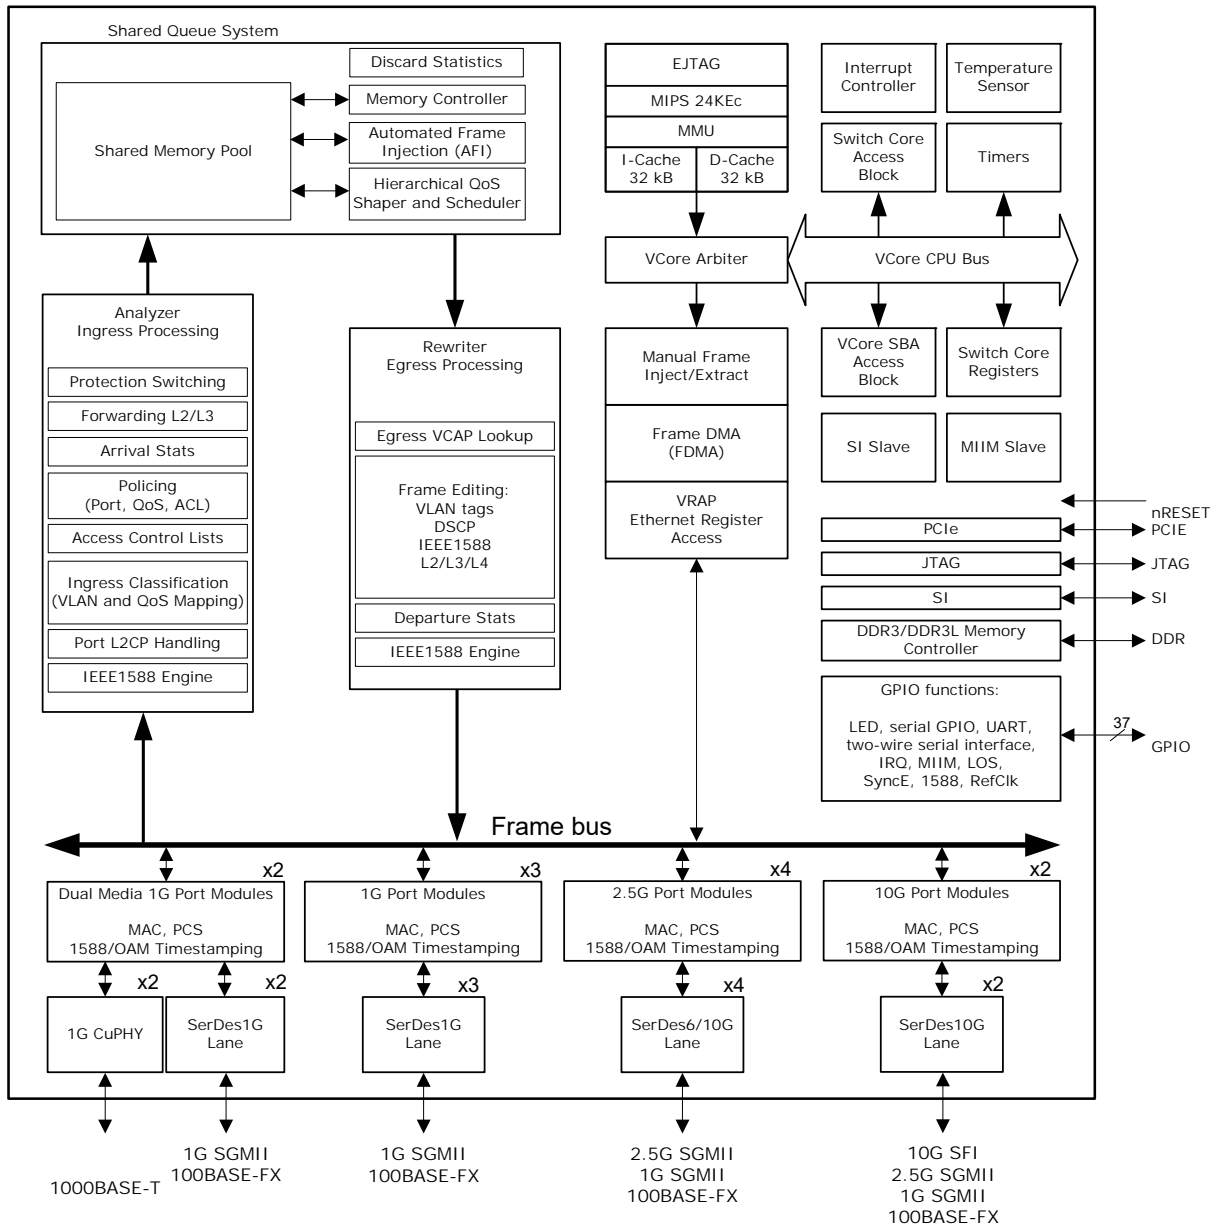 Shared Queue System
Discard Statistics
Shared Memory Pool
Memory Controller
Automated Frame
Injection (AFI)
Hierarchical QoS
Shaper and Scheduler
EJTAG
MIPS 24KEc
MMU
I-Cache
32 kB
D-Cache
32 kB
Interrupt
Controller
Temperature
Sensor
Switch Core
Access
Block
Timers
VCore Arbiter
VCore CPU Bus
Analyzer
Ingress Processing
Protection Switching
Forwarding L2/L3
Arrival Stats
Policing
(Port, QoS, ACL)
Access Control Lists
Ingress Classification
(VLAN and QoS Mapping)
Port L2CP Handling
IEEE1588 Engine
Rewriter
Egress Processing
Egress VCAP Lookup
Frame Editing:
VLAN tags
DSCP
IEEE1588
L2/L3/L4
Departure Stats
IEEE1588 Engine
Manual Frame
Inject/Extract
Frame DMA
(FDMA)
VRAP
Ethernet Register
Access
VCore SBA
Access
Block
Switch Core
Registers
SI Slave
MIIM Slave
nRESET
PCIe
PCIE
JTAG
JTAG
SI
SI
DDR3/DDR3L Memory
Controller
DDR
GPIO functions:
LED, serial GPIO, UART,
two-wire serial interface,
IRQ, MIIM, LOS,
SyncE, 1588, RefClk
37
GPIO
Frame bus
x2
Dual Media 1G Port Modules
MAC, PCS
1588/OAM Timestamping
x3
1G Port Modules
MAC, PCS
1588/OAM Timestamping
x4
2.5G Port Modules
MAC, PCS
1588/OAM Timestamping
x2
10G Port Modules
MAC, PCS
1588/OAM Timestamping
x2
1G CuPHY
x2
SerDes1G
Lane
x3
SerDes1G
Lane
x4
SerDes6/10G
Lane
x2
SerDes10G
Lane
1000BASE-T
1G SGMII
100BASE-FX
1G SGMII
100BASE-FX
2.5G SGMII
1G SGMII
100BASE-FX
10G SFI
2.5G SGMII
1G SGMII
100BASE-FX